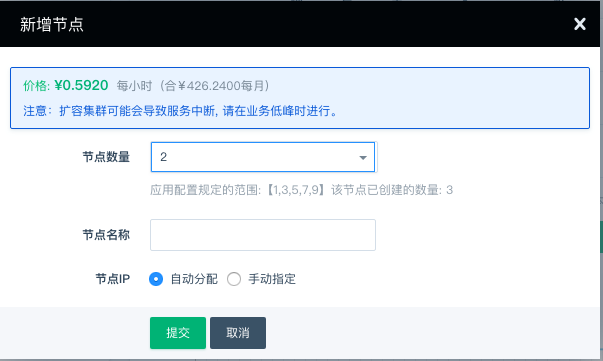 新增节点
价格: ¥0.5920 每小时（合￥426.2400每月）
注意：扩容集群可能会导致服务中断, 请在业务低峰时进行。
节点数量 2
应用配置规定的范围:【1,3,5,7,9】该节点已创建的数量: 3
节点名称
节点IP 自动分配 手动指定
提交 取消